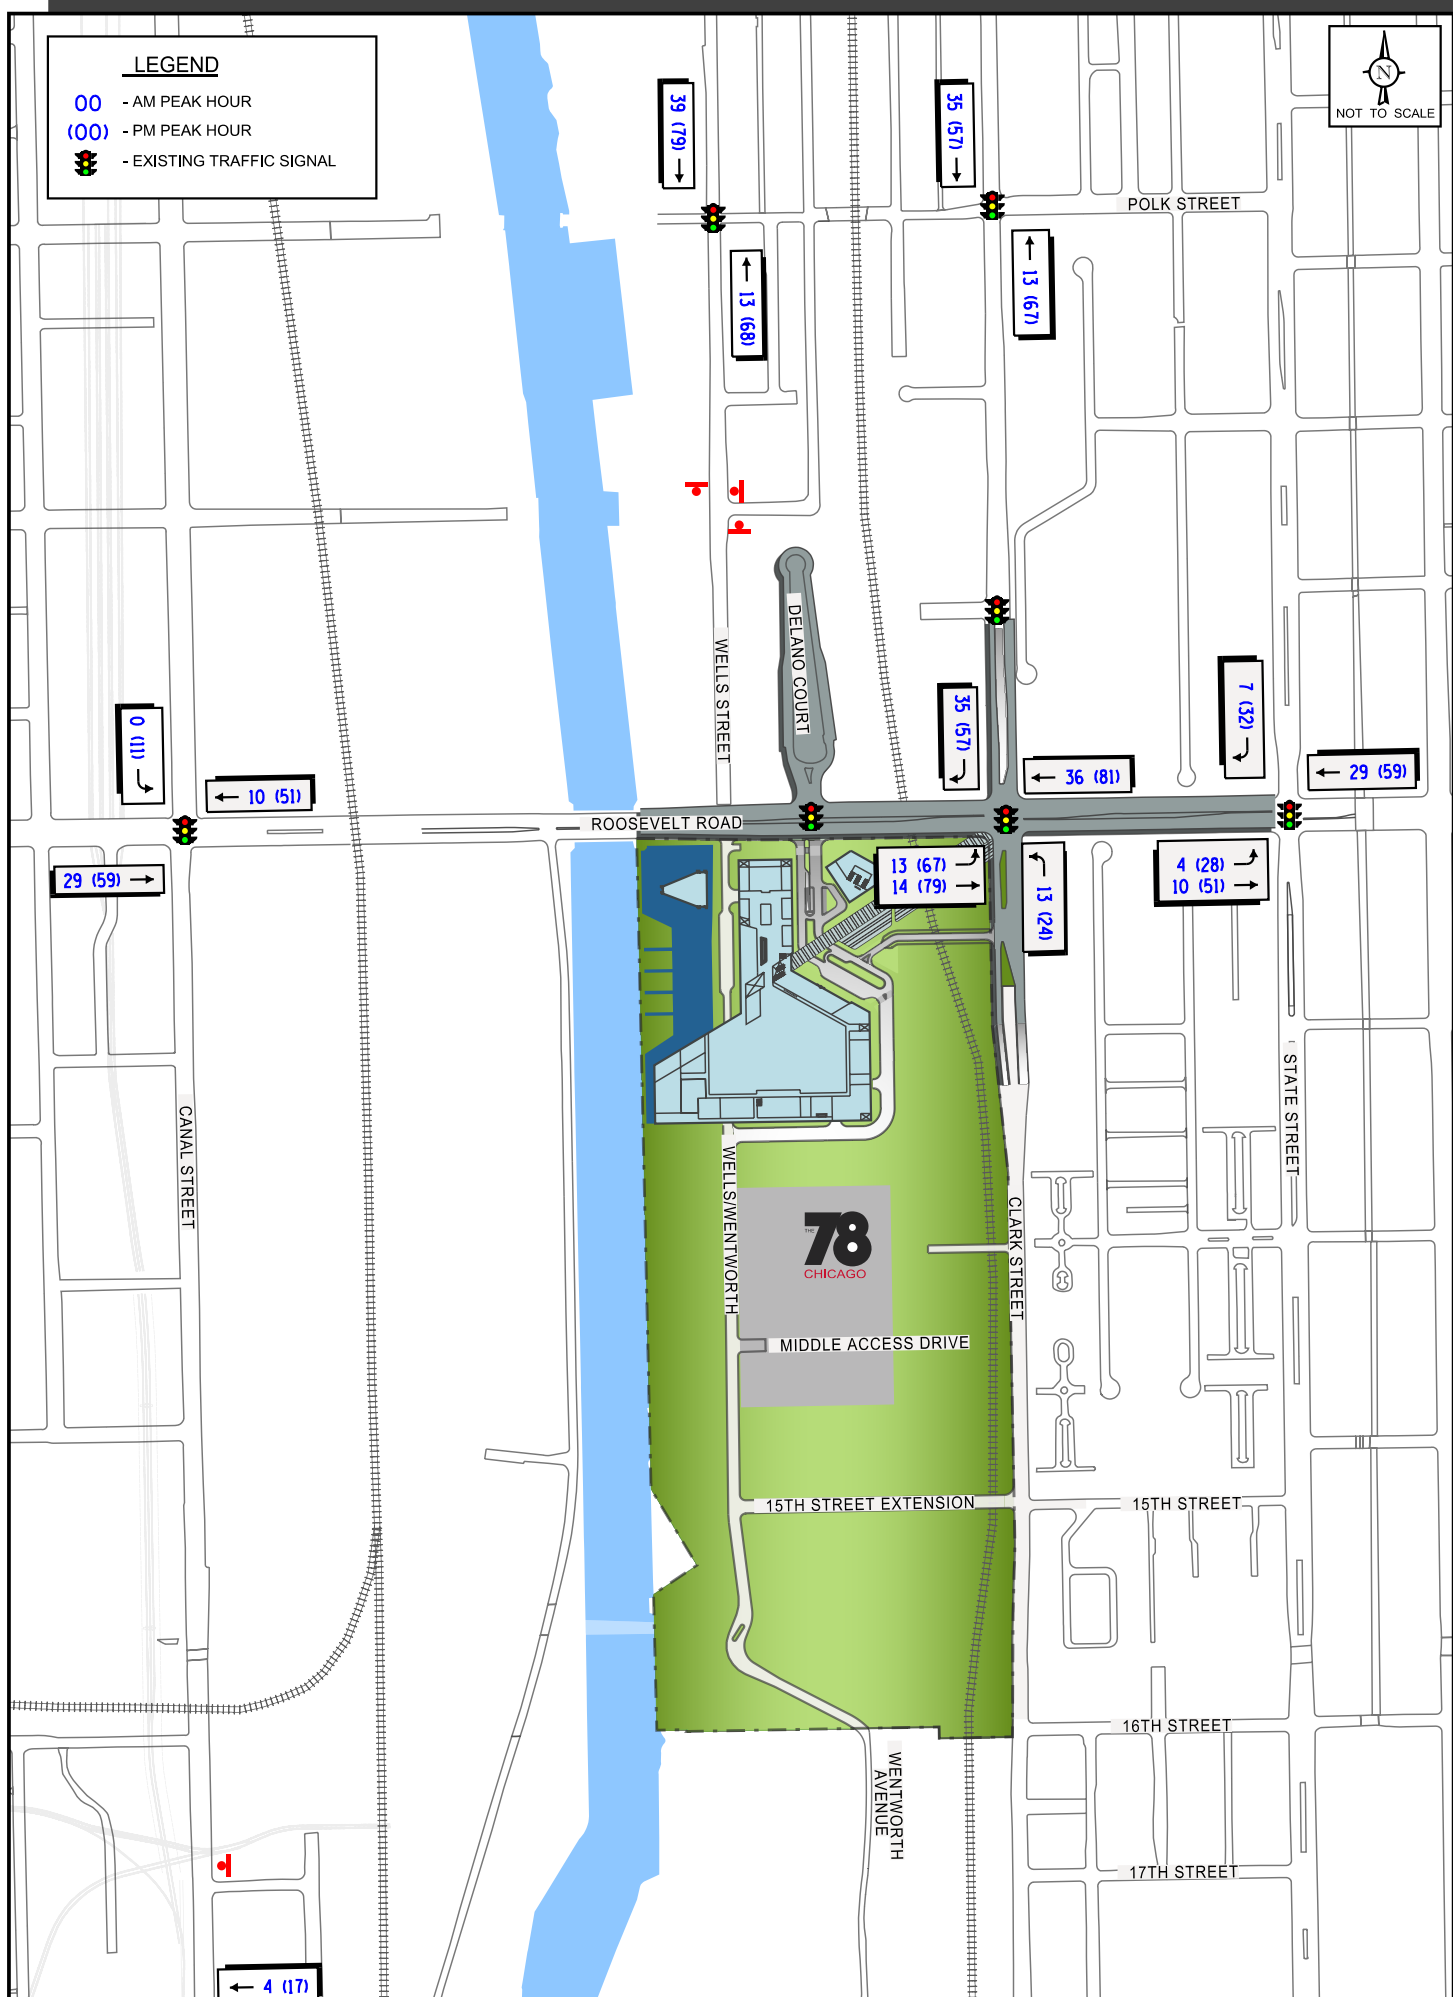 LEGEND
00 - AM PEAK HOUR
(00) - PM PEAK HOUR
- EXISTING TRAFFIC SIGNAL
N
NOT TO SCALE
39 (79)
35 (57)
POLK STREET
13 (68)
13 (67)
DELANO COURT
WELLS STREET
0 (11)
10 (51)
35 (57)
36 (81)
7 (32)
29 (59)
ROOSEVELT ROAD
29 (59)
13 (67)
14 (79)
13 (24)
4 (28)
10 (51)
CANAL STREET
STATE STREET
WELLS/WENTWORTH
CLARK STREET
THE
78
CHICAGO
MIDDLE ACCESS DRIVE
15TH STREET EXTENSION
15TH STREET
16TH STREET
WENTWORTH
AVENUE
17TH STREET
4 (17)